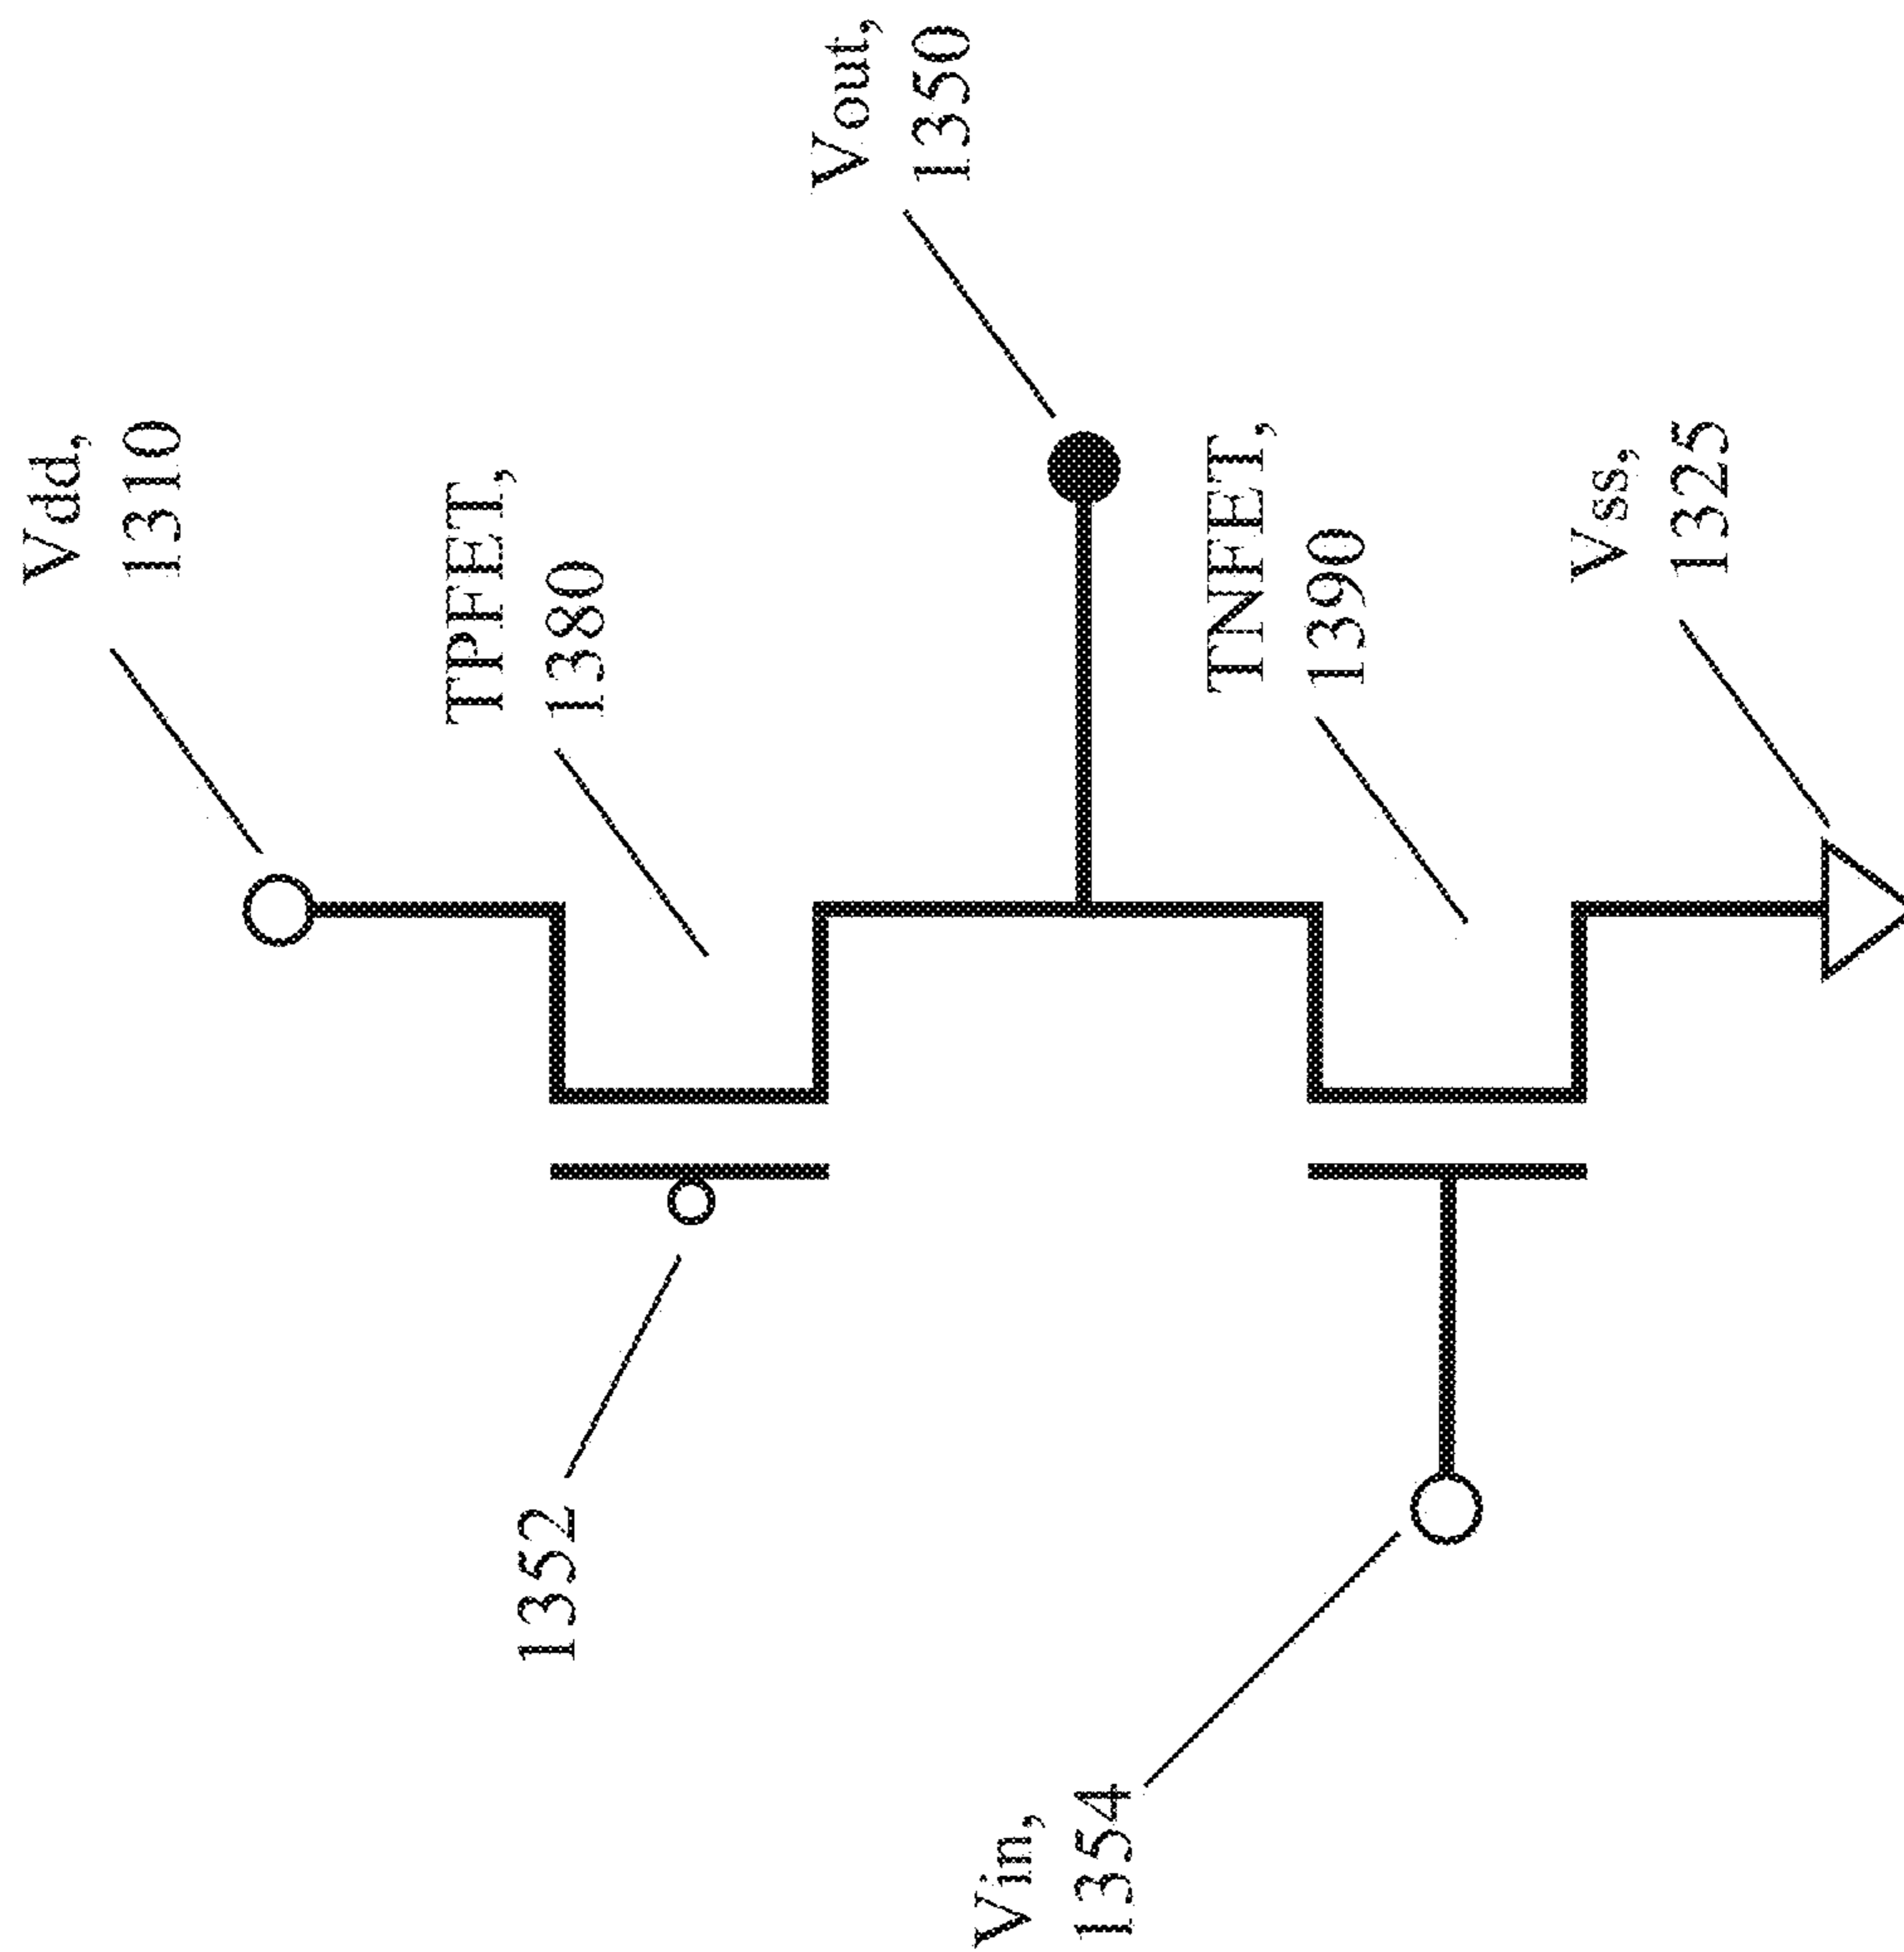 Vdd,
1310
TPFET,
1380
1352
Vout,
1350
Vin,
1354
TNFET,
1390
Vss,
1325